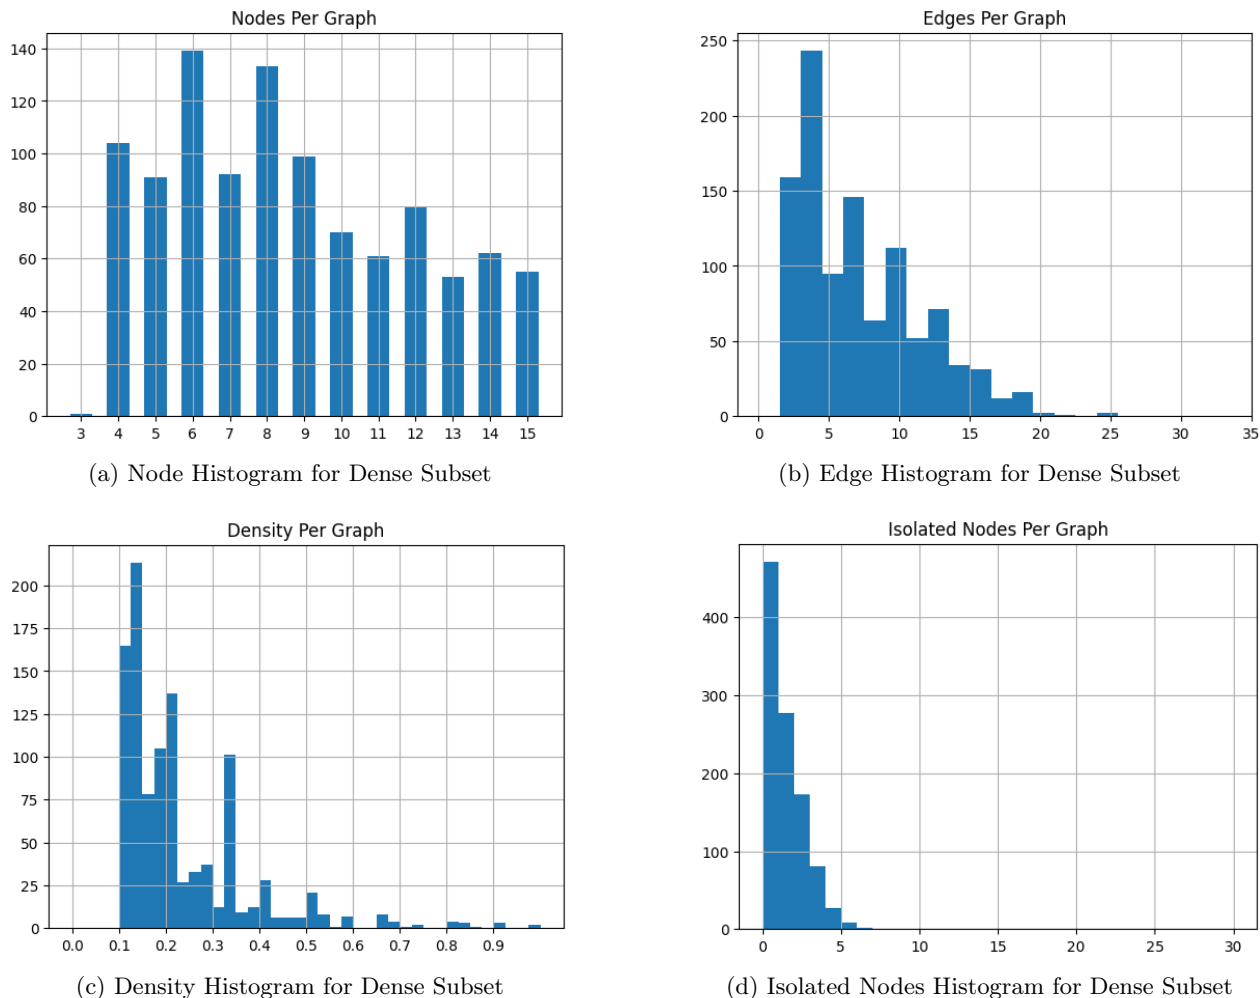 Nodes Per Graph
140
120
100
80
60
40
20
0
3 4 5 6 7 8 9 10 11 12 13 14 15
(a) Node Histogram for Dense Subset
Edges Per Graph
250
200
150
100
50
0
0 5 10 15 20 25 30 35
(b) Edge Histogram for Dense Subset
Density Per Graph
200
175
150
125
100
75
50
25
0
0.0 0.1 0.2 0.3 0.4 0.5 0.6 0.7 0.8 0.9
(c) Density Histogram for Dense Subset
Isolated Nodes Per Graph
400
300
200
100
0
0 5 10 15 20 25 30
(d) Isolated Nodes Histogram for Dense Subset